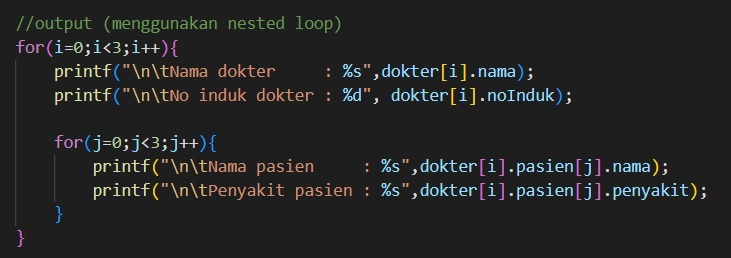 //output (menggunakan nested loop)
for(i=0;i<3;i++){
    printf("\n\tNama dokter     : %s",dokter[i].nama);
    printf("\n\tNo induk dokter : %d", dokter[i].noInduk);

    for(j=0;j<3;j++){
        printf("\n\tNama pasien     : %s",dokter[i].pasien[j].nama);
        printf("\n\tPenyakit pasien : %s",dokter[i].pasien[j].penyakit);
    }
}